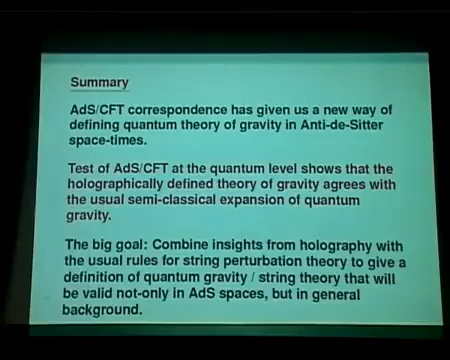 Summary
AdS/CFT correspondence has given us a new way of
defining quantum theory of gravity in Anti-de-Sitter
space-times.
Test of AdS/CFT at the quantum level shows that the
holographically defined theory of gravity agrees with
the usual semi-classical expansion of quantum
gravity.
The big goal: Combine insights from holography with
the usual rules for string perturbation theory to give a
definition of quantum gravity / string theory that will
be valid not-only in AdS spaces, but in general
background.